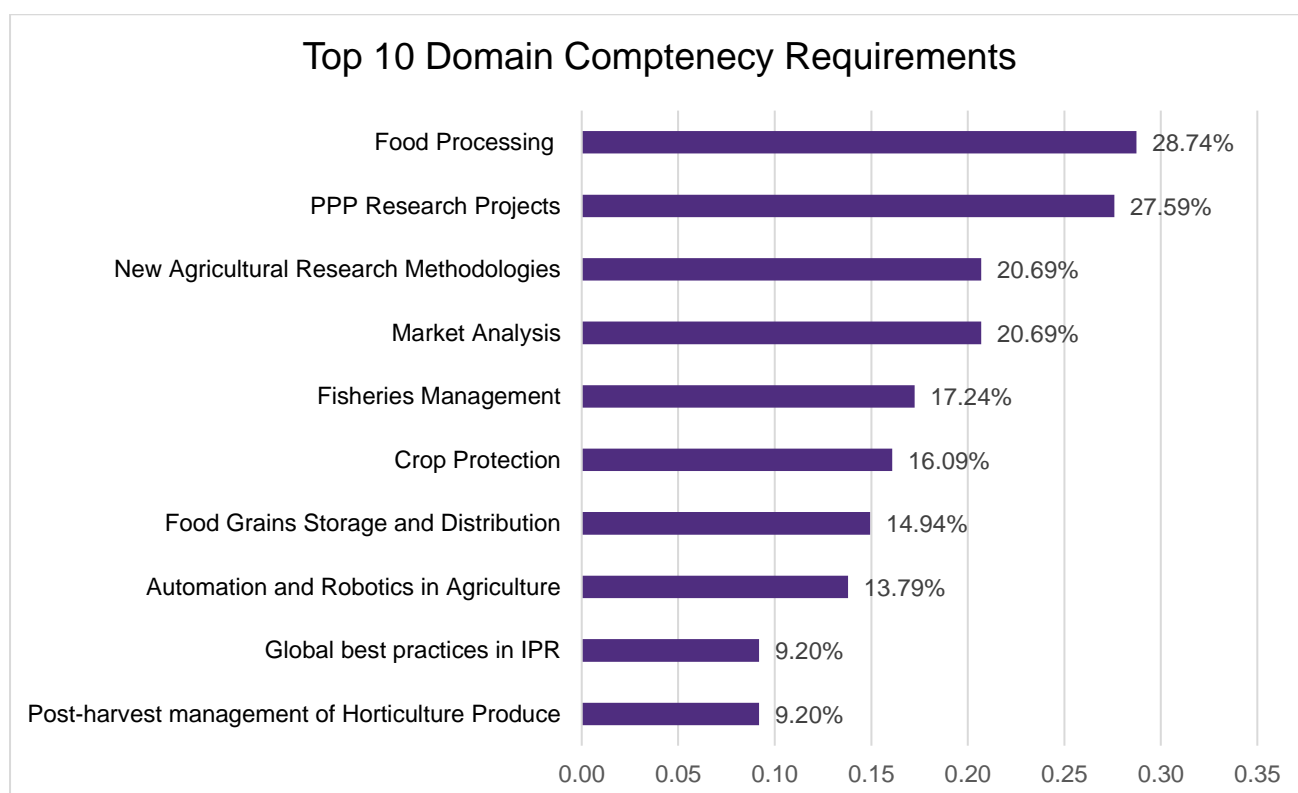 Top 10 Domain Comptenecy Requirements
Food Processing 28.74%
PPP Research Projects 27.59%
New Agricultural Research Methodologies 20.69%
Market Analysis 20.69%
Fisheries Management 17.24%
Crop Protection 16.09%
Food Grains Storage and Distribution 14.94%
Automation and Robotics in Agriculture 13.79%
Global best practices in IPR 9.20%
Post-harvest management of Horticulture Produce 9.20%
0.00 0.05 0.10 0.15 0.20 0.25 0.30 0.35